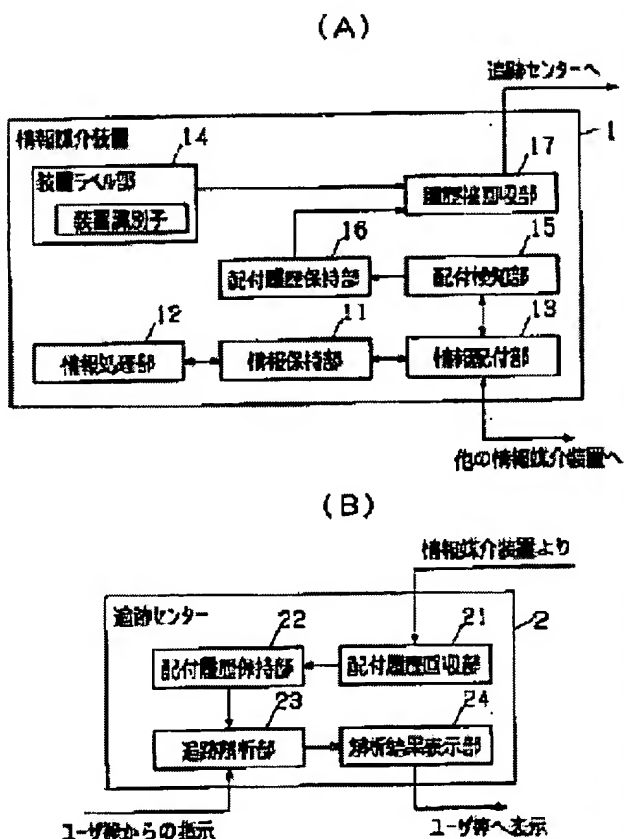 (A)
追跡センターへ
情報媒介装置
1
14
装置ラベル部
装置識別子
17
16
15
配付履歴保持部
配付検知部
12
11
13
情報処理部
情報保持部
情報配付部
他の情報媒介装置へ
(B)
情報媒介装置より
追跡センター
2
22
21
配付履歴保持部
配付履歴回収部
23
24
追跡解析部
解析結果表示部
ユーザ等からの指示
ユーザ等へ表示